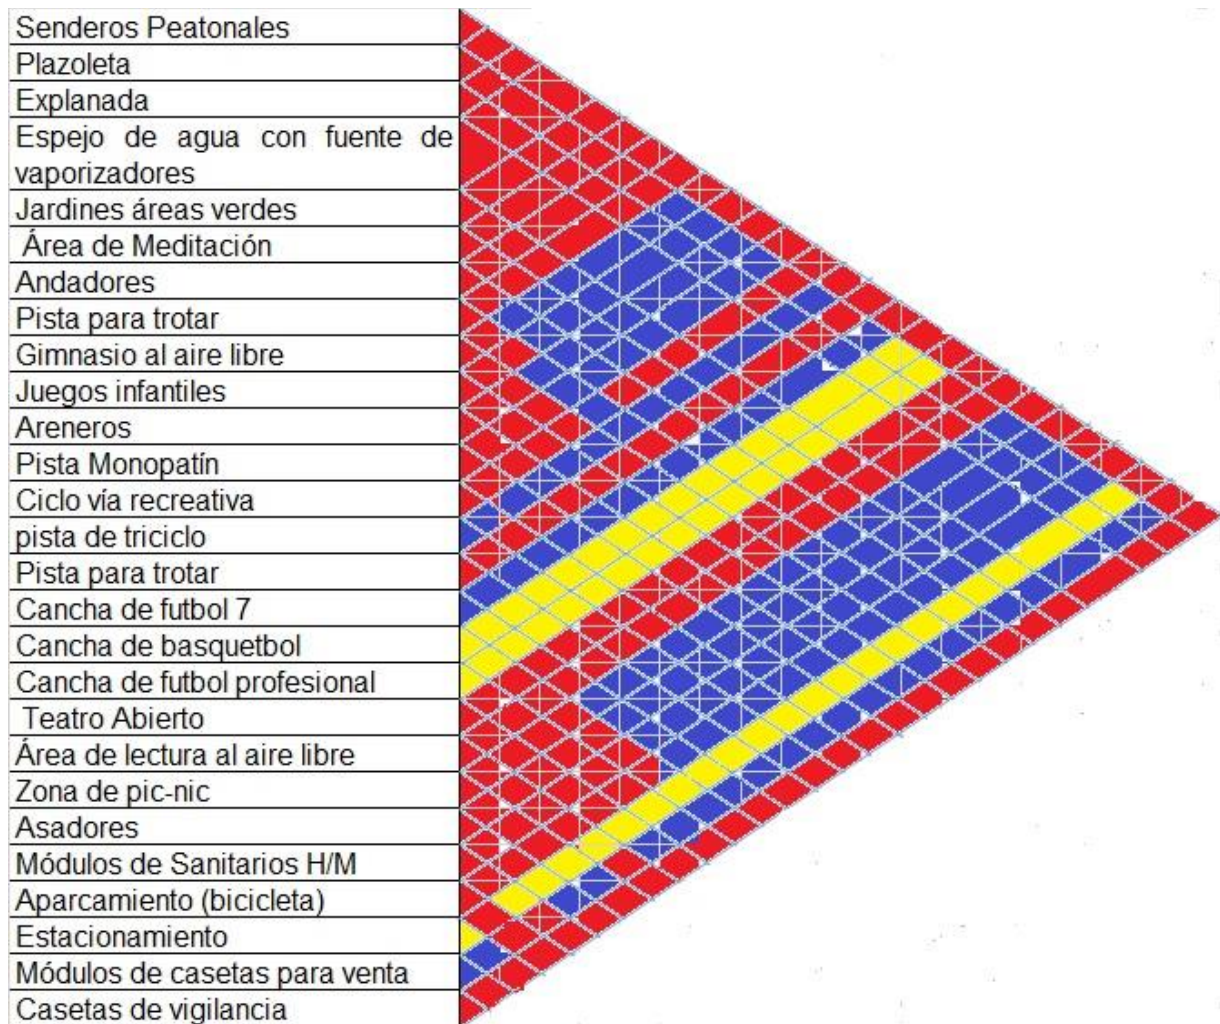 Senderos Peatonales
Plazoleta
Explanada
Espejo de agua con fuente de
vaporizadores
Jardines áreas verdes
Área de Meditación
Andadores
Pista para trotar
Gimnasio al aire libre
Juegos infantiles
Areneros
Pista Monopatín
Ciclo vía recreativa
pista de triciclo
Pista para trotar
Cancha de futbol 7
Cancha de basquetbol
Cancha de futbol profesional
Teatro Abierto
Área de lectura al aire libre
Zona de pic-nic
Asadores
Módulos de Sanitarios H/M
Aparcamiento (bicicleta)
Estacionamiento
Módulos de casetas para venta
Casetas de vigilancia